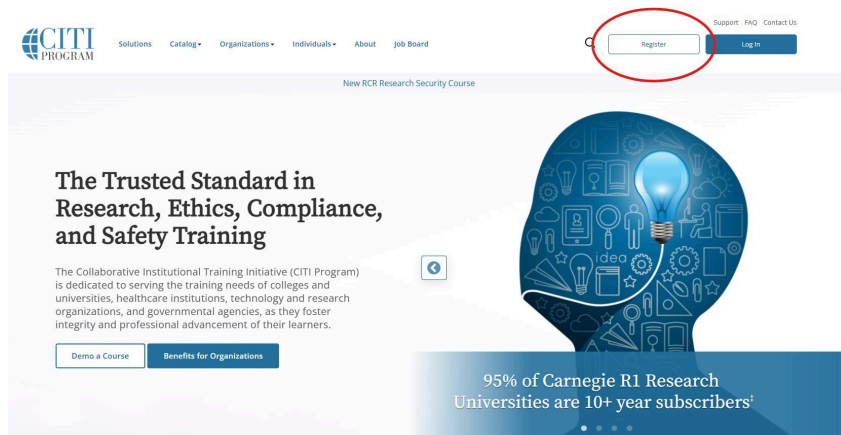 Support FAQ Contact Us
CITI
PROGRAM
Solutions Catalog Organizations Individuals About Job Board
Register
Log In
New RCR Research Security Course
The Trusted Standard in
Research, Ethics, Compliance,
and Safety Training
The Collaborative Institutional Training Initiative (CITI Program)
is dedicated to serving the training needs of colleges and
universities, healthcare institutions, technology and research
organizations, and governmental agencies, as they foster
integrity and professional advancement of their learners.
Demo a Course
Benefits for Organizations
idea
95% of Carnegie R1 Research
Universities are 10+ year subscribers‡